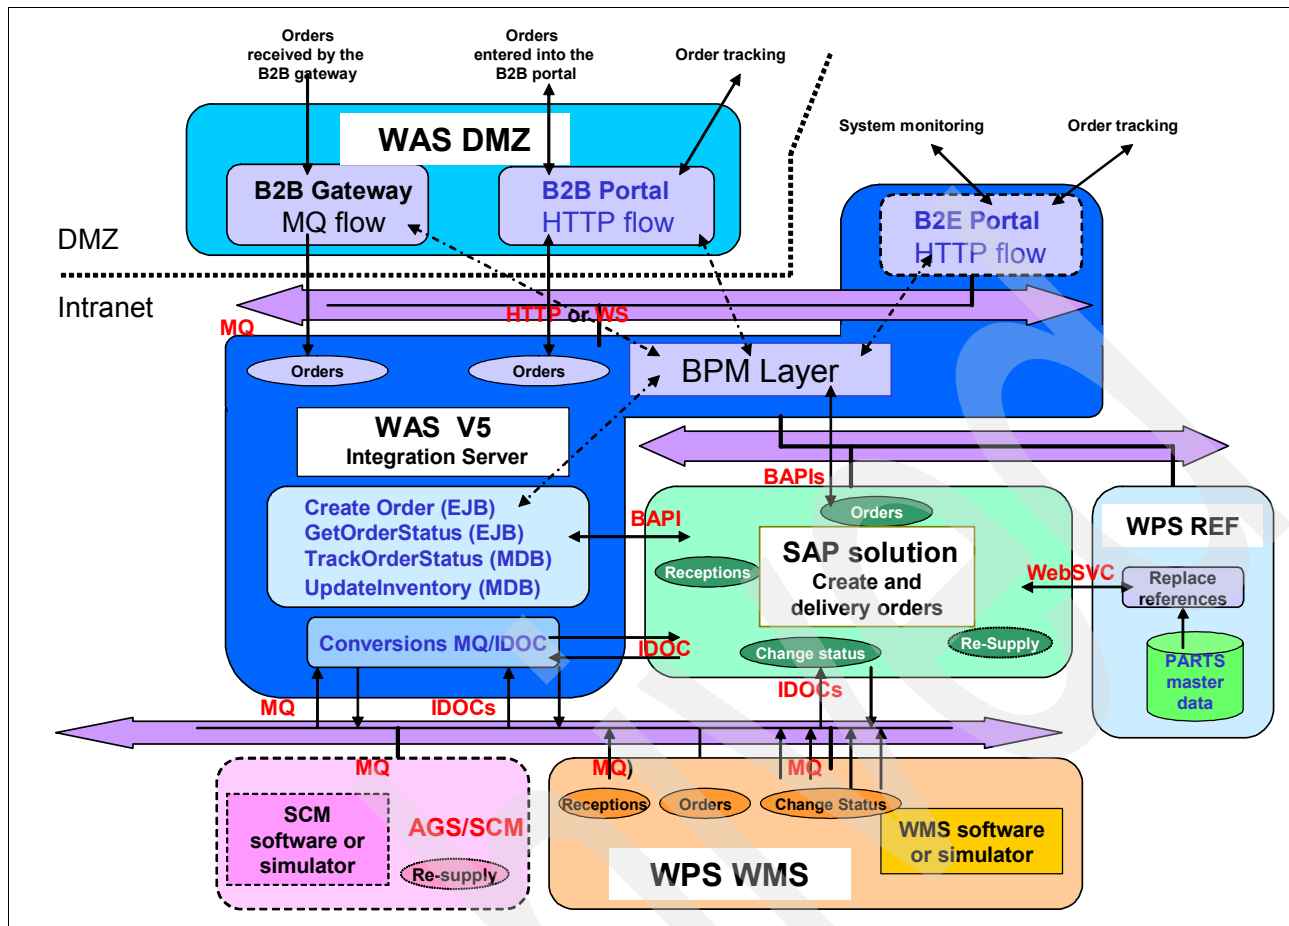 Orders
received by the
B2B gateway
Orders
entered into the
B2B portal
Order tracking
System monitoring
Order tracking
WAS DMZ
B2B Gateway
MQ flow
B2B Portal
HTTP flow
B2E Portal
HTTP flow
DMZ
Intranet
MQ
HTTP or WS
Orders
Orders
BPM Layer
WAS V5
Integration Server
BAPIs
Create Order (EJB)
GetOrderStatus (EJB)
TrackOrderStatus (MDB)
UpdateInventory (MDB)
BAPI
Orders
SAP solution
Create and
delivery orders
Receptions
WPS REF
WebSVC
Replace
references
Conversions MQ/IDOC
IDOC
Change status
Re-Supply
PARTS
master
data
MQ
IDOCs
IDOCs
MQ
MQ)
MQ
SCM
software or
simulator
AGS/SCM
Re-supply
Receptions
Orders
Change Status
WMS software
or simulator
WPS WMS